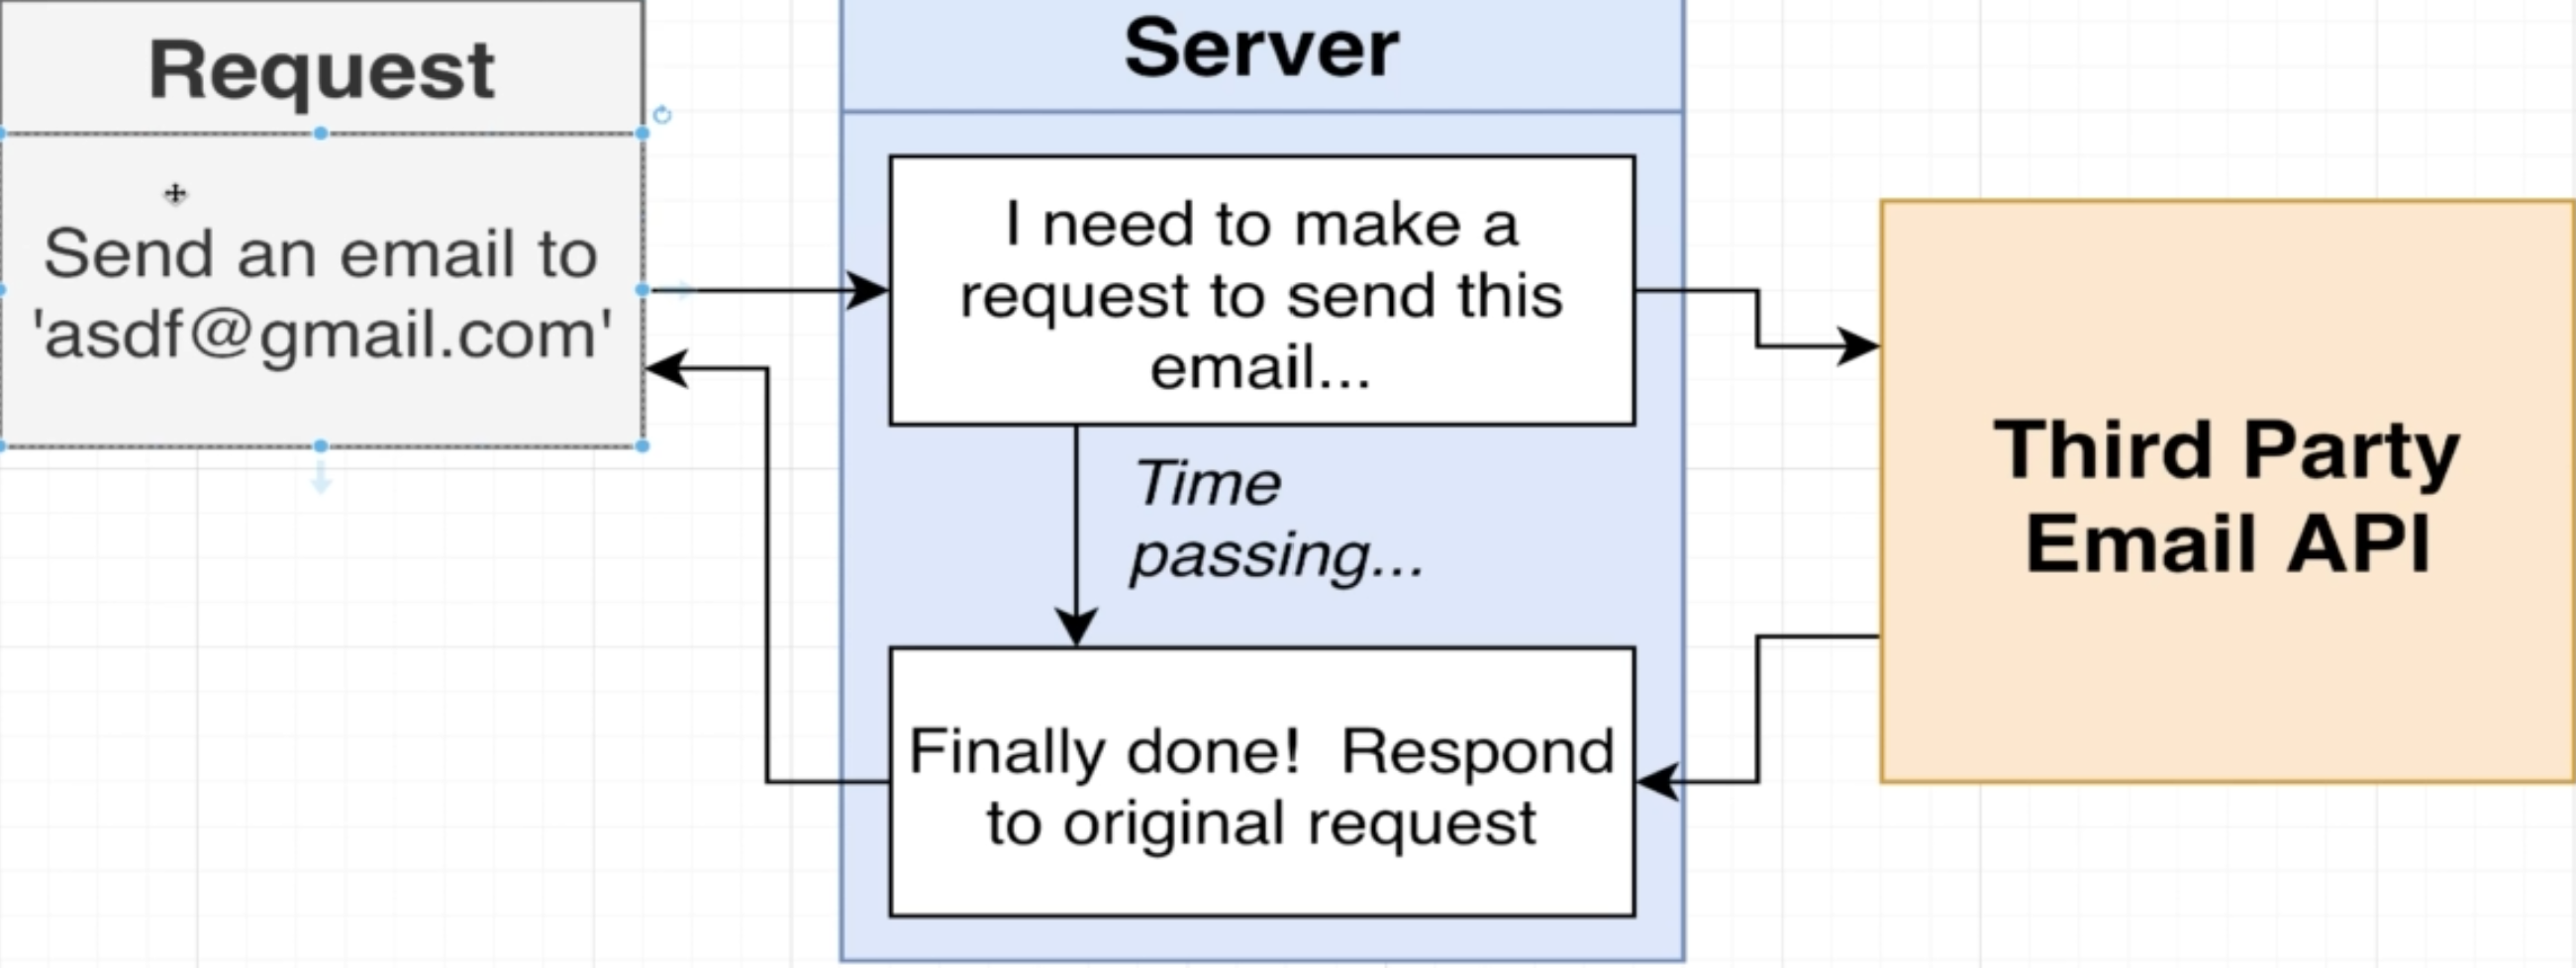 Request
Send an email to
'asdf@gmail.com'
Server
I need to make a
request to send this
email...
Time
passing...
Finally done!  Respond
to original request
Third Party
Email API